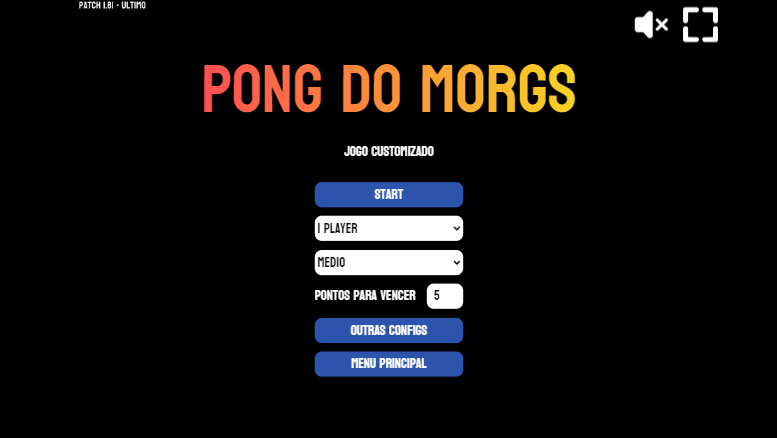 PATCH 1.61 - ULTIMO
PONG DO MORGS
JOGO CUSTOMIZADO
START
1 PLAYER
MEDIO
PONTOS PARA VENCER 5
OUTRAS CONFIGS
MENU PRINCIPAL